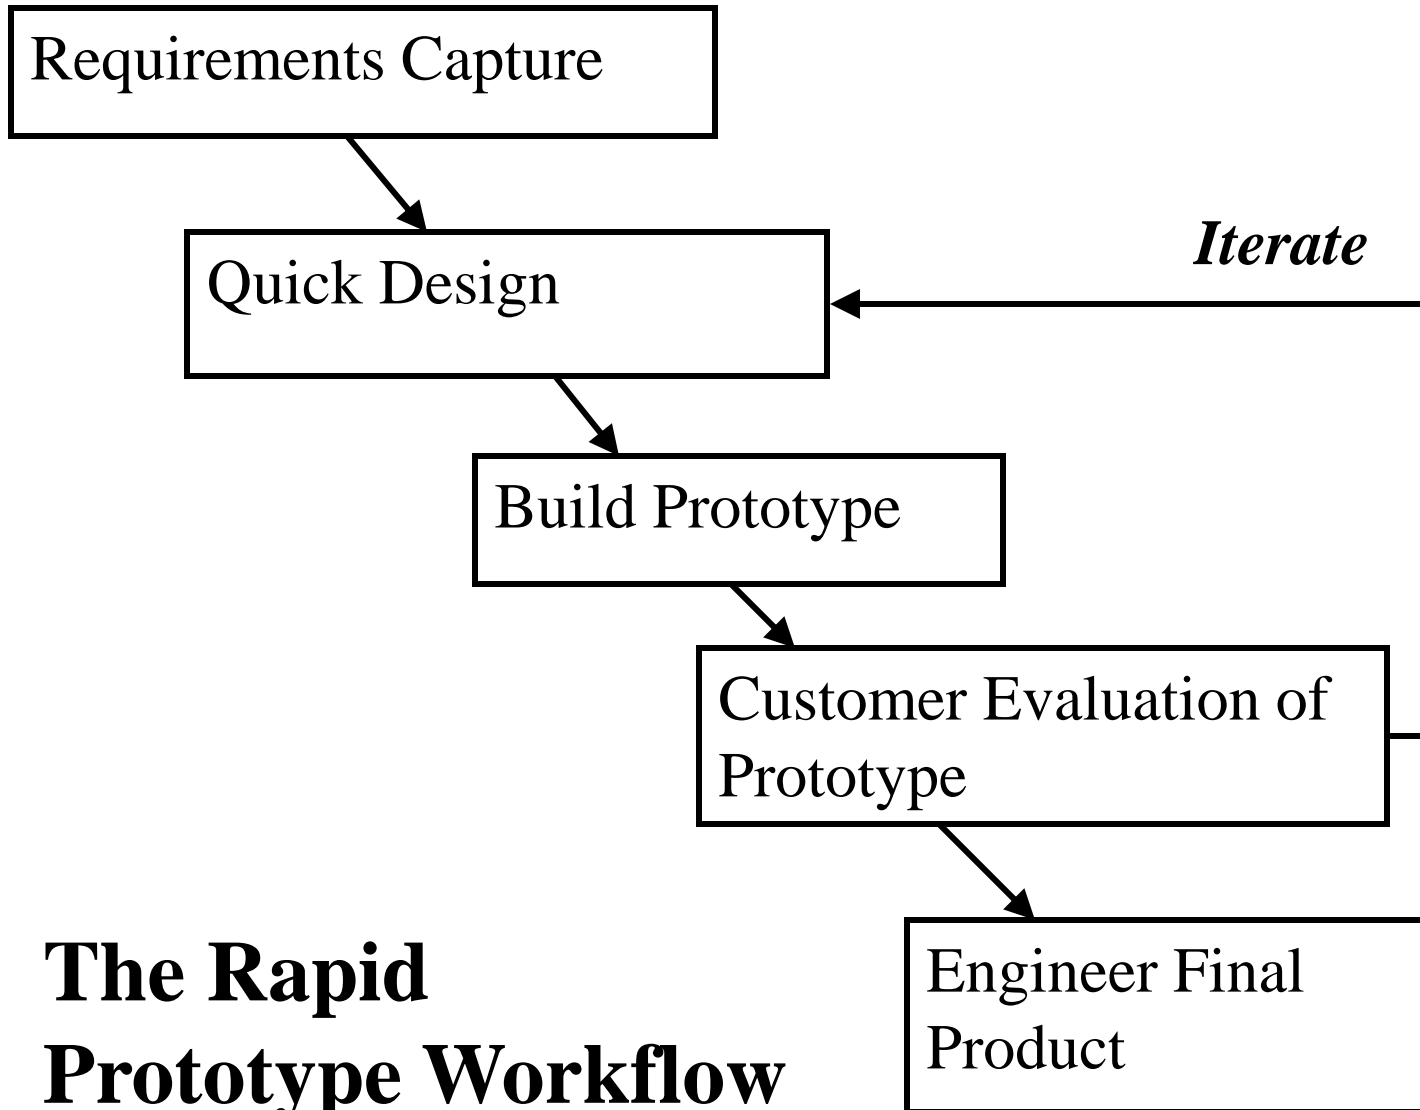 Requirements Capture
Iterate
Quick Design
Build Prototype
Customer Evaluation of
Prototype
The Rapid
Prototype Workflow
Engineer Final
Product